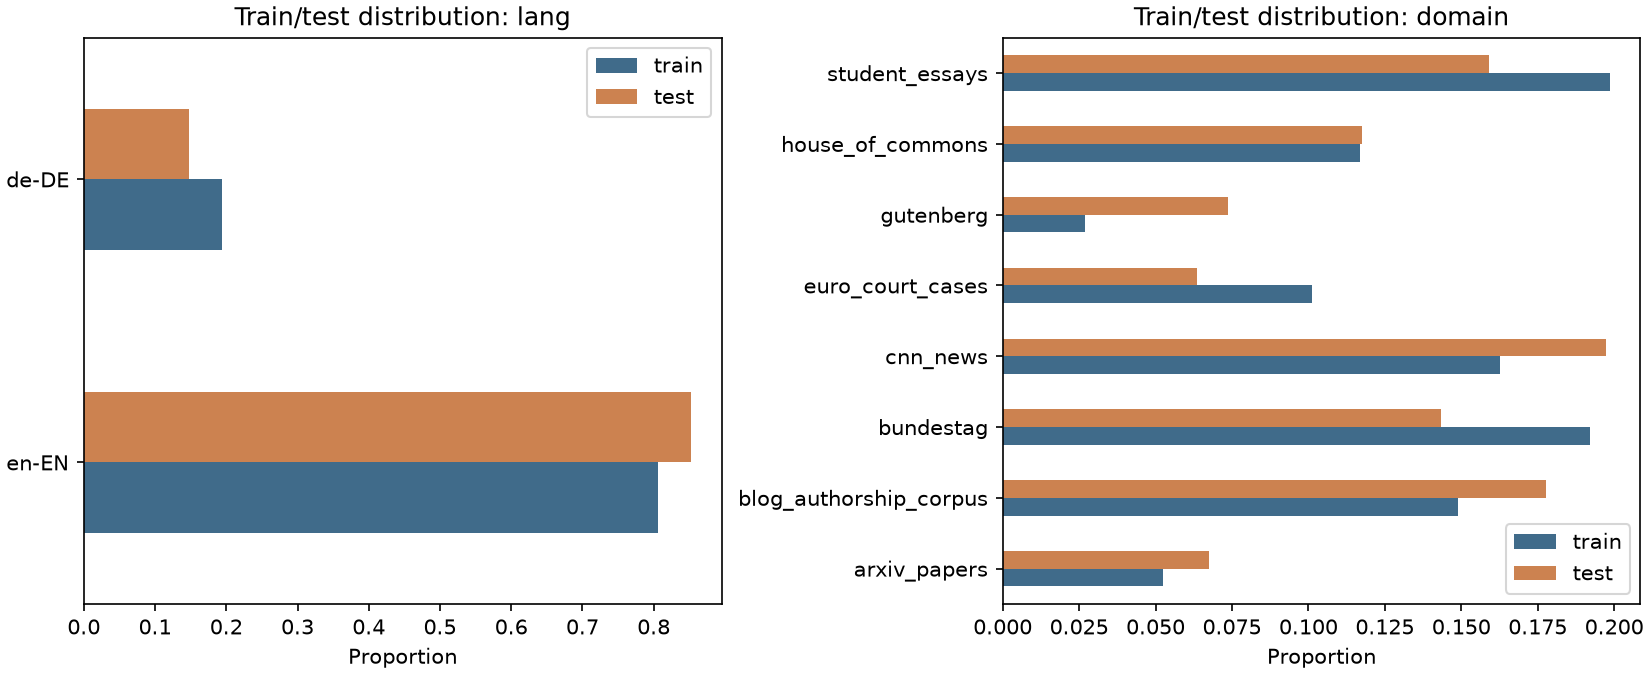 Train/test distribution: lang
train
test
de-DE
en-EN
0.0 0.1 0.2 0.3 0.4 0.5 0.6 0.7 0.8
Proportion
Train/test distribution: domain
student_essays
house_of_commons
gutenberg
euro_court_cases
cnn_news
bundestag
blog_authorship_corpus
arxiv_papers
train
test
0.000 0.025 0.050 0.075 0.100 0.125 0.150 0.175 0.200
Proportion